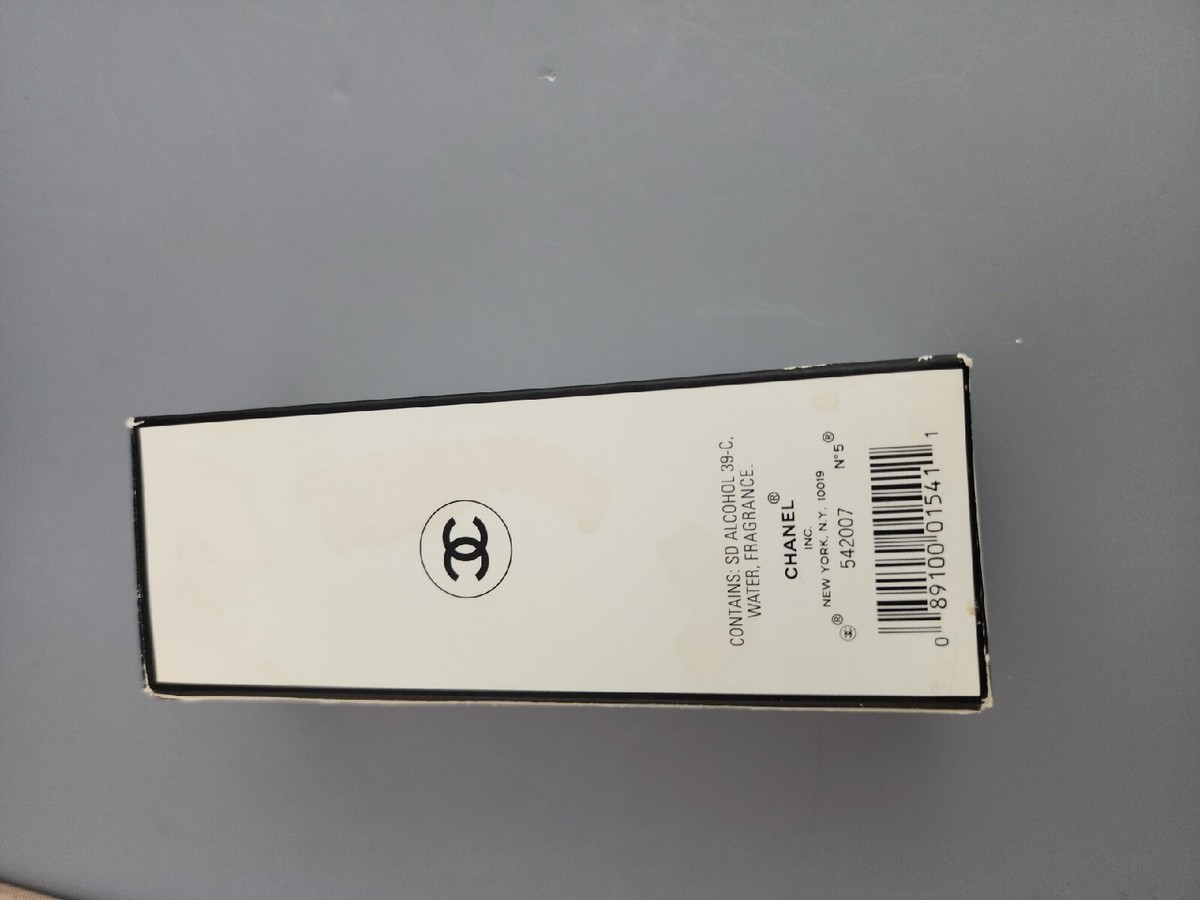 CONTAINS: SD ALCOHOL 39-C,
WATER, FRAGRANCE.
CHANEL®
INC.
® NEW YORK, N.Y. 10019
542007 N°5®
0 89100 01541 1